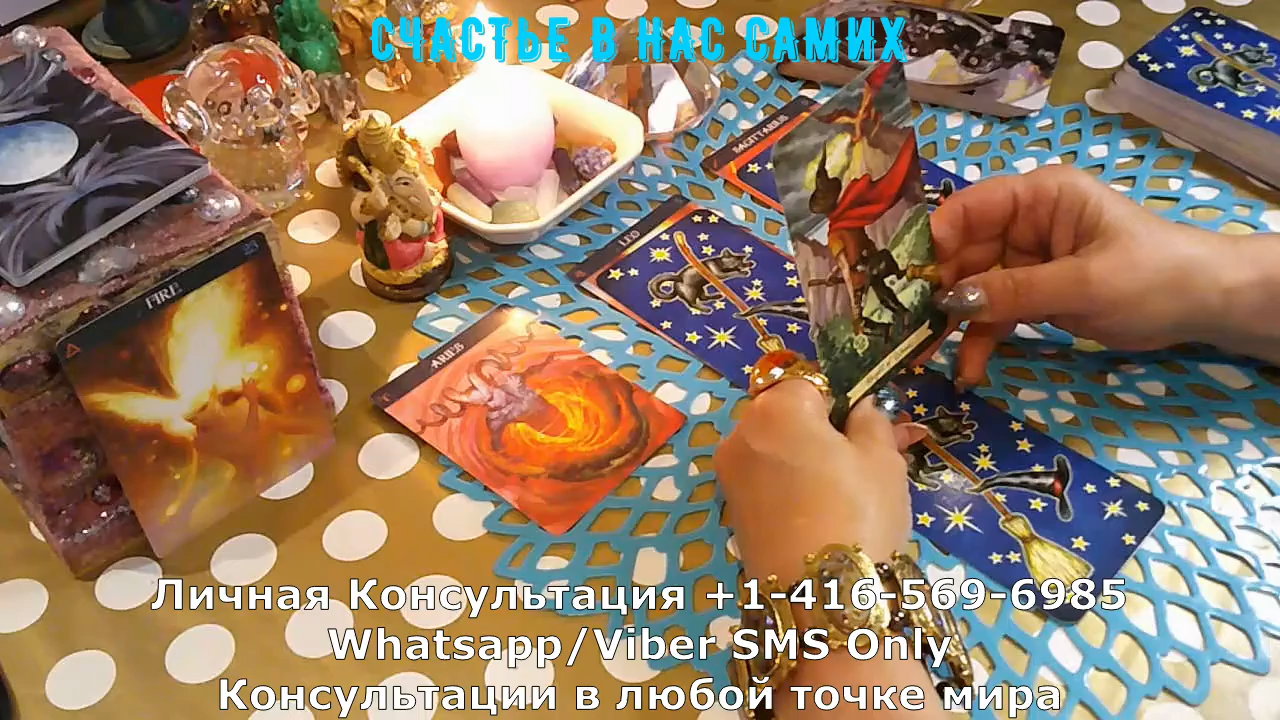 СЧАСТЬЕ В НАС САМИХ
SAGITTARIUS
LEO
FIRE
23
ARIES
Личная Консультация +1-416-569-6985
Whatsapp/Viber SMS Only
Консультации в любой точке мира